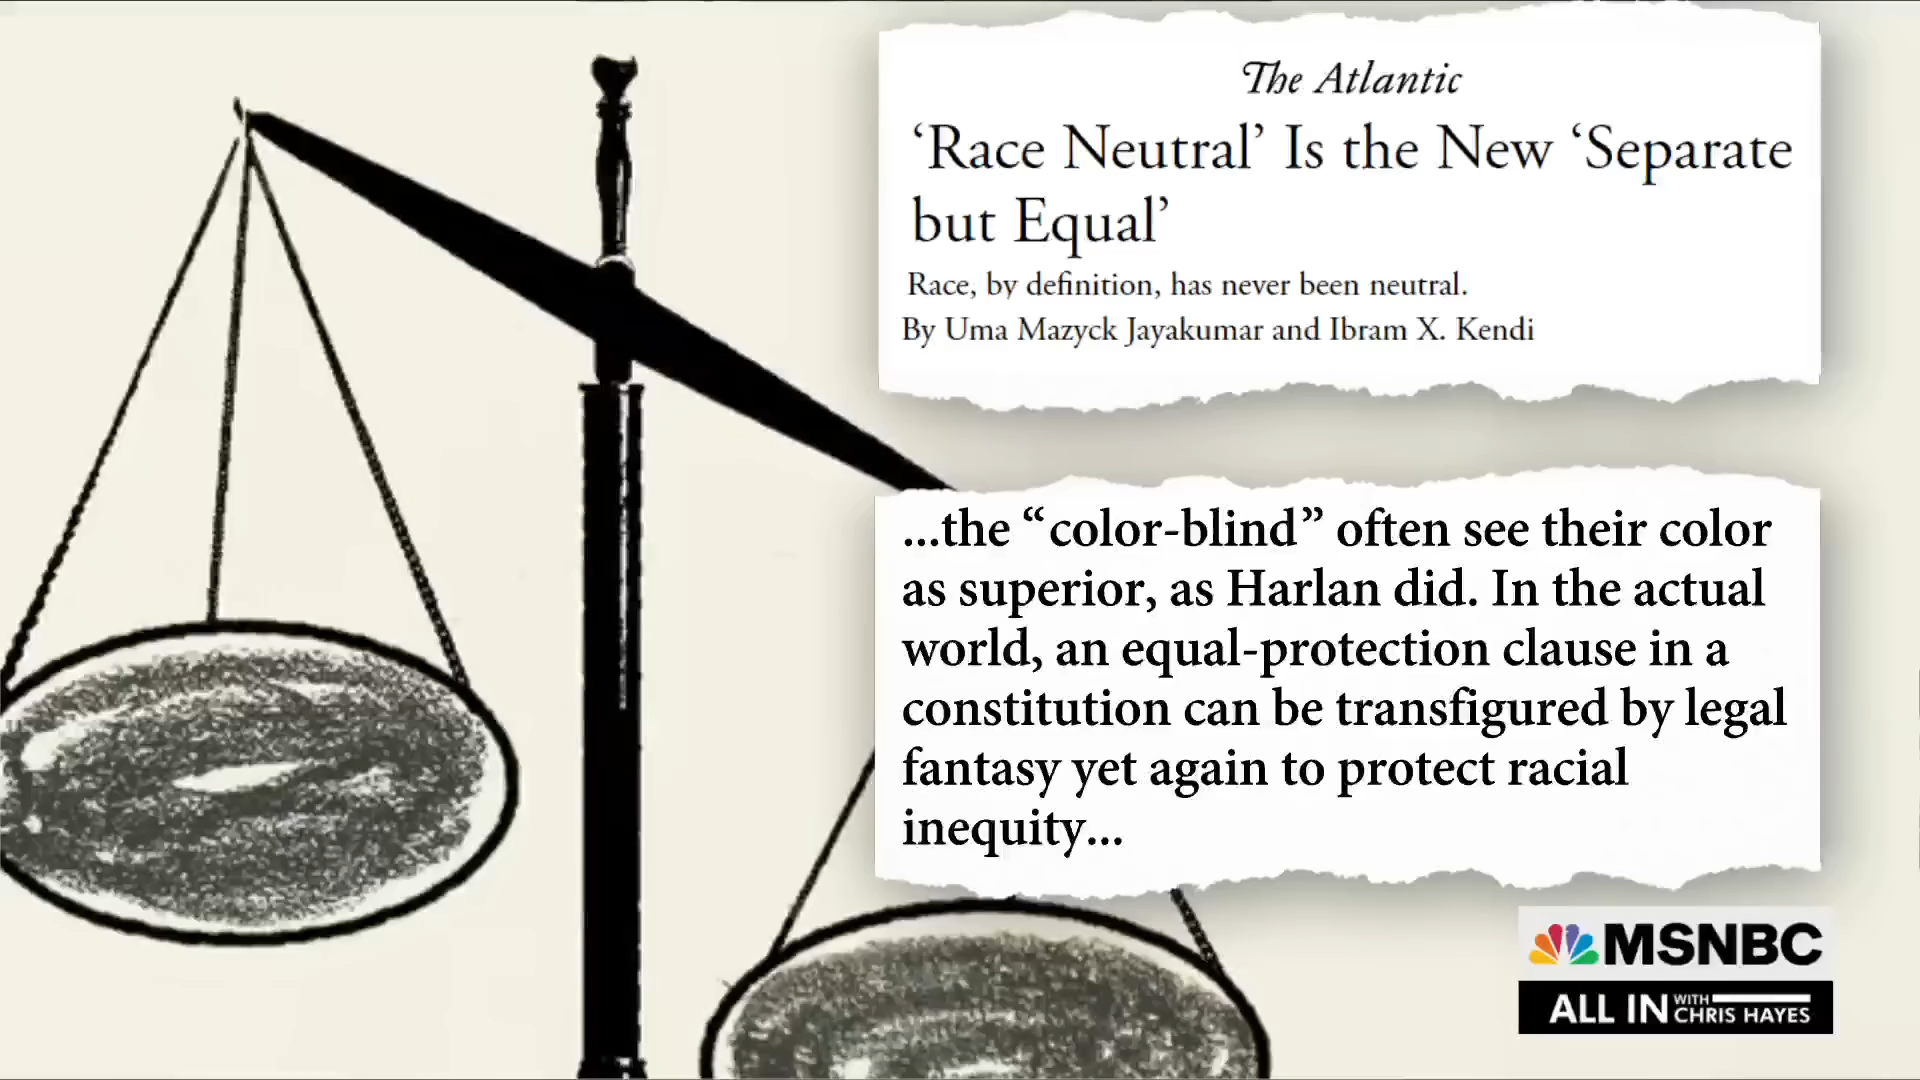 The Atlantic
‘Race Neutral’ Is the New ‘Separate
but Equal’
Race, by definition, has never been neutral.
By Uma Mazyck Jayakumar and Ibram X. Kendi
...the “color-blind” often see their color
as superior, as Harlan did. In the actual
world, an equal-protection clause in a
constitution can be transfigured by legal
fantasy yet again to protect racial
inequity...
MSNBC
ALL IN WITH CHRIS HAYES